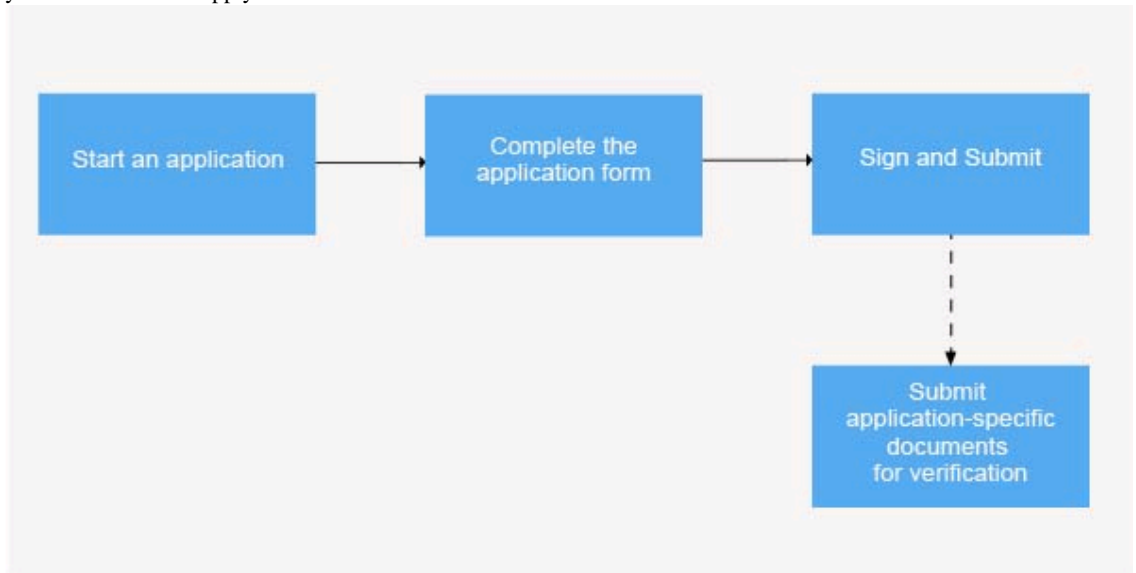 Start an application
Complete the
application form
Sign and Submit
Submit
application-specific
documents
for verification